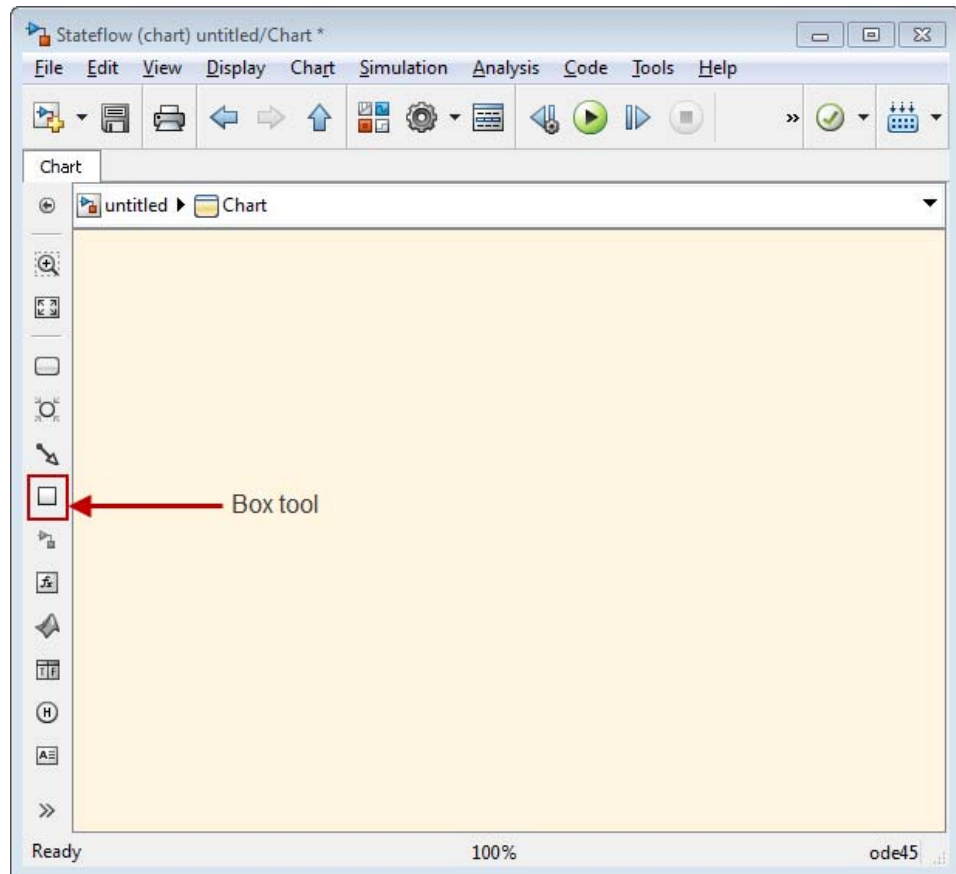 Stateflow (chart) untitled/Chart *
File Edit View Display Chart Simulation Analysis Code Tools Help
»
Chart
untitled Chart
Box tool
fx
T F
H
A
Ready 100% ode45